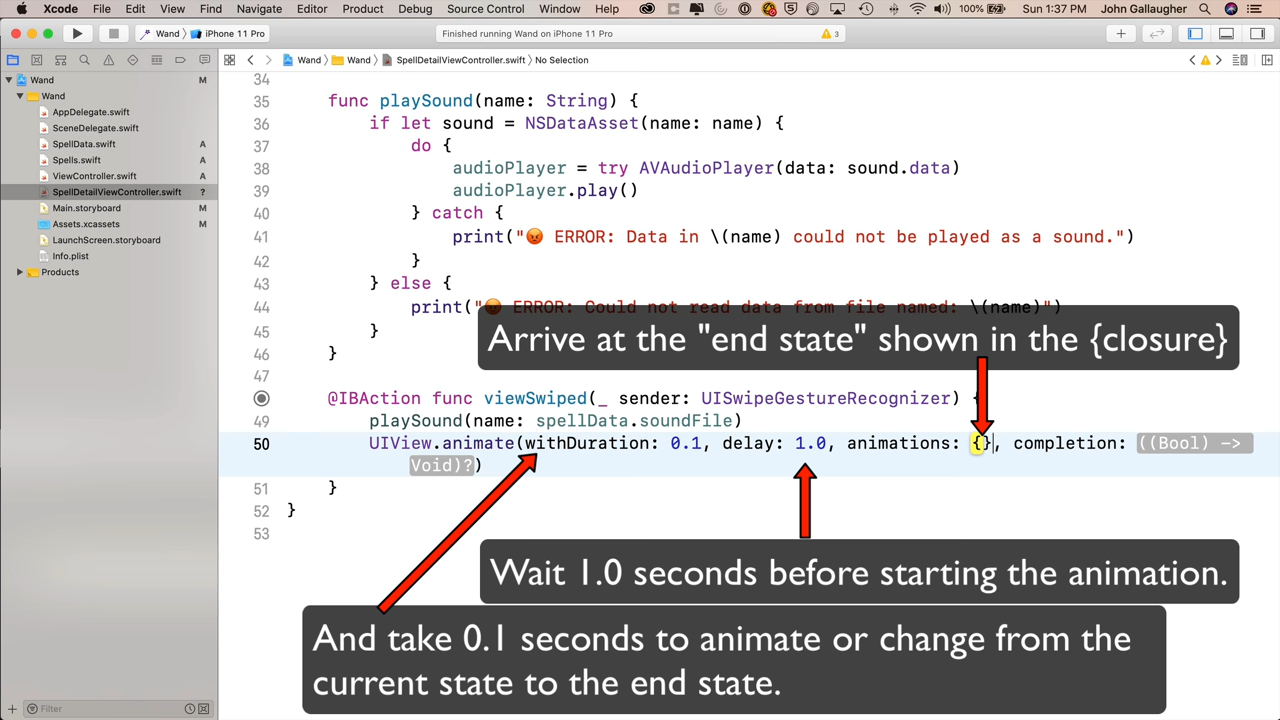 Xcode File Edit View Find Navigate Editor Product Debug Source Control Window Help 100% Sun 1:37 PM John Gallaugher
Wand iPhone 11 Pro Finished running Wand on iPhone 11 Pro 3
Wand Wand SpellDetailViewController.swift No Selection
Wand M
Wand
AppDelegate.swift
SceneDelegate.swift
SpellData.swift A
Spells.swift A
ViewController.swift A
SpellDetailViewController.swift ?
Main.storyboard M
Assets.xcassets M
LaunchScreen.storyboard
Info.plist
Products
Filter
34
35 func playSound(name: String) {
36 if let sound = NSDataAsset(name: name) {
37 do {
38 audioPlayer = try AVAudioPlayer(data: sound.data)
39 audioPlayer.play()
40 } catch {
41 print("😡 ERROR: Data in \(name) could not be played as a sound.")
42 }
43 } else {
44 print("😡 ERROR: Could not read data from file named: \(name)")
45 }
46 }
47
@IBAction func viewSwiped(_ sender: UISwipeGestureRecognizer) {
49 playSound(name: spellData.soundFile)
50 UIView.animate(withDuration: 0.1, delay: 1.0, animations: {}, completion: ((Bool) ->
Void)?)
51 }
52 }
53
Arrive at the "end state" shown in the {closure}
Wait 1.0 seconds before starting the animation.
And take 0.1 seconds to animate or change from the
current state to the end state.